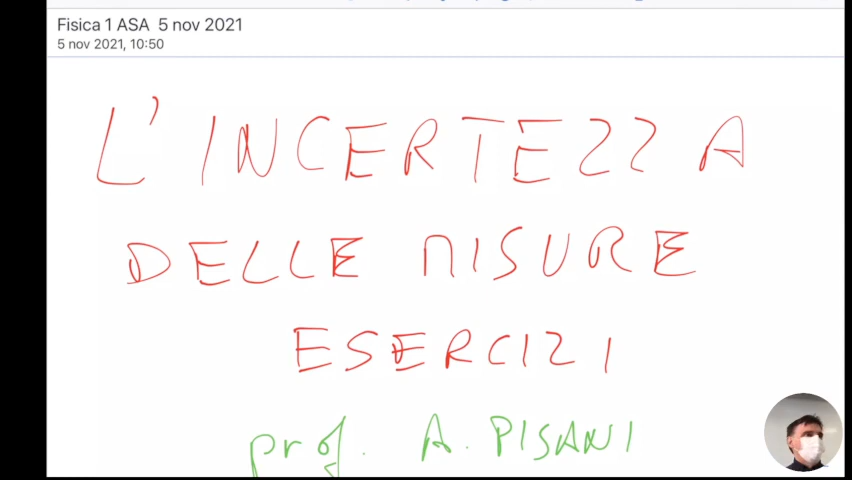 Fisica 1 ASA 5 nov 2021
5 nov 2021, 10:50
L'INCERTEZZA
DELLE MISURE
ESERCIZI
prof. A. PISANI